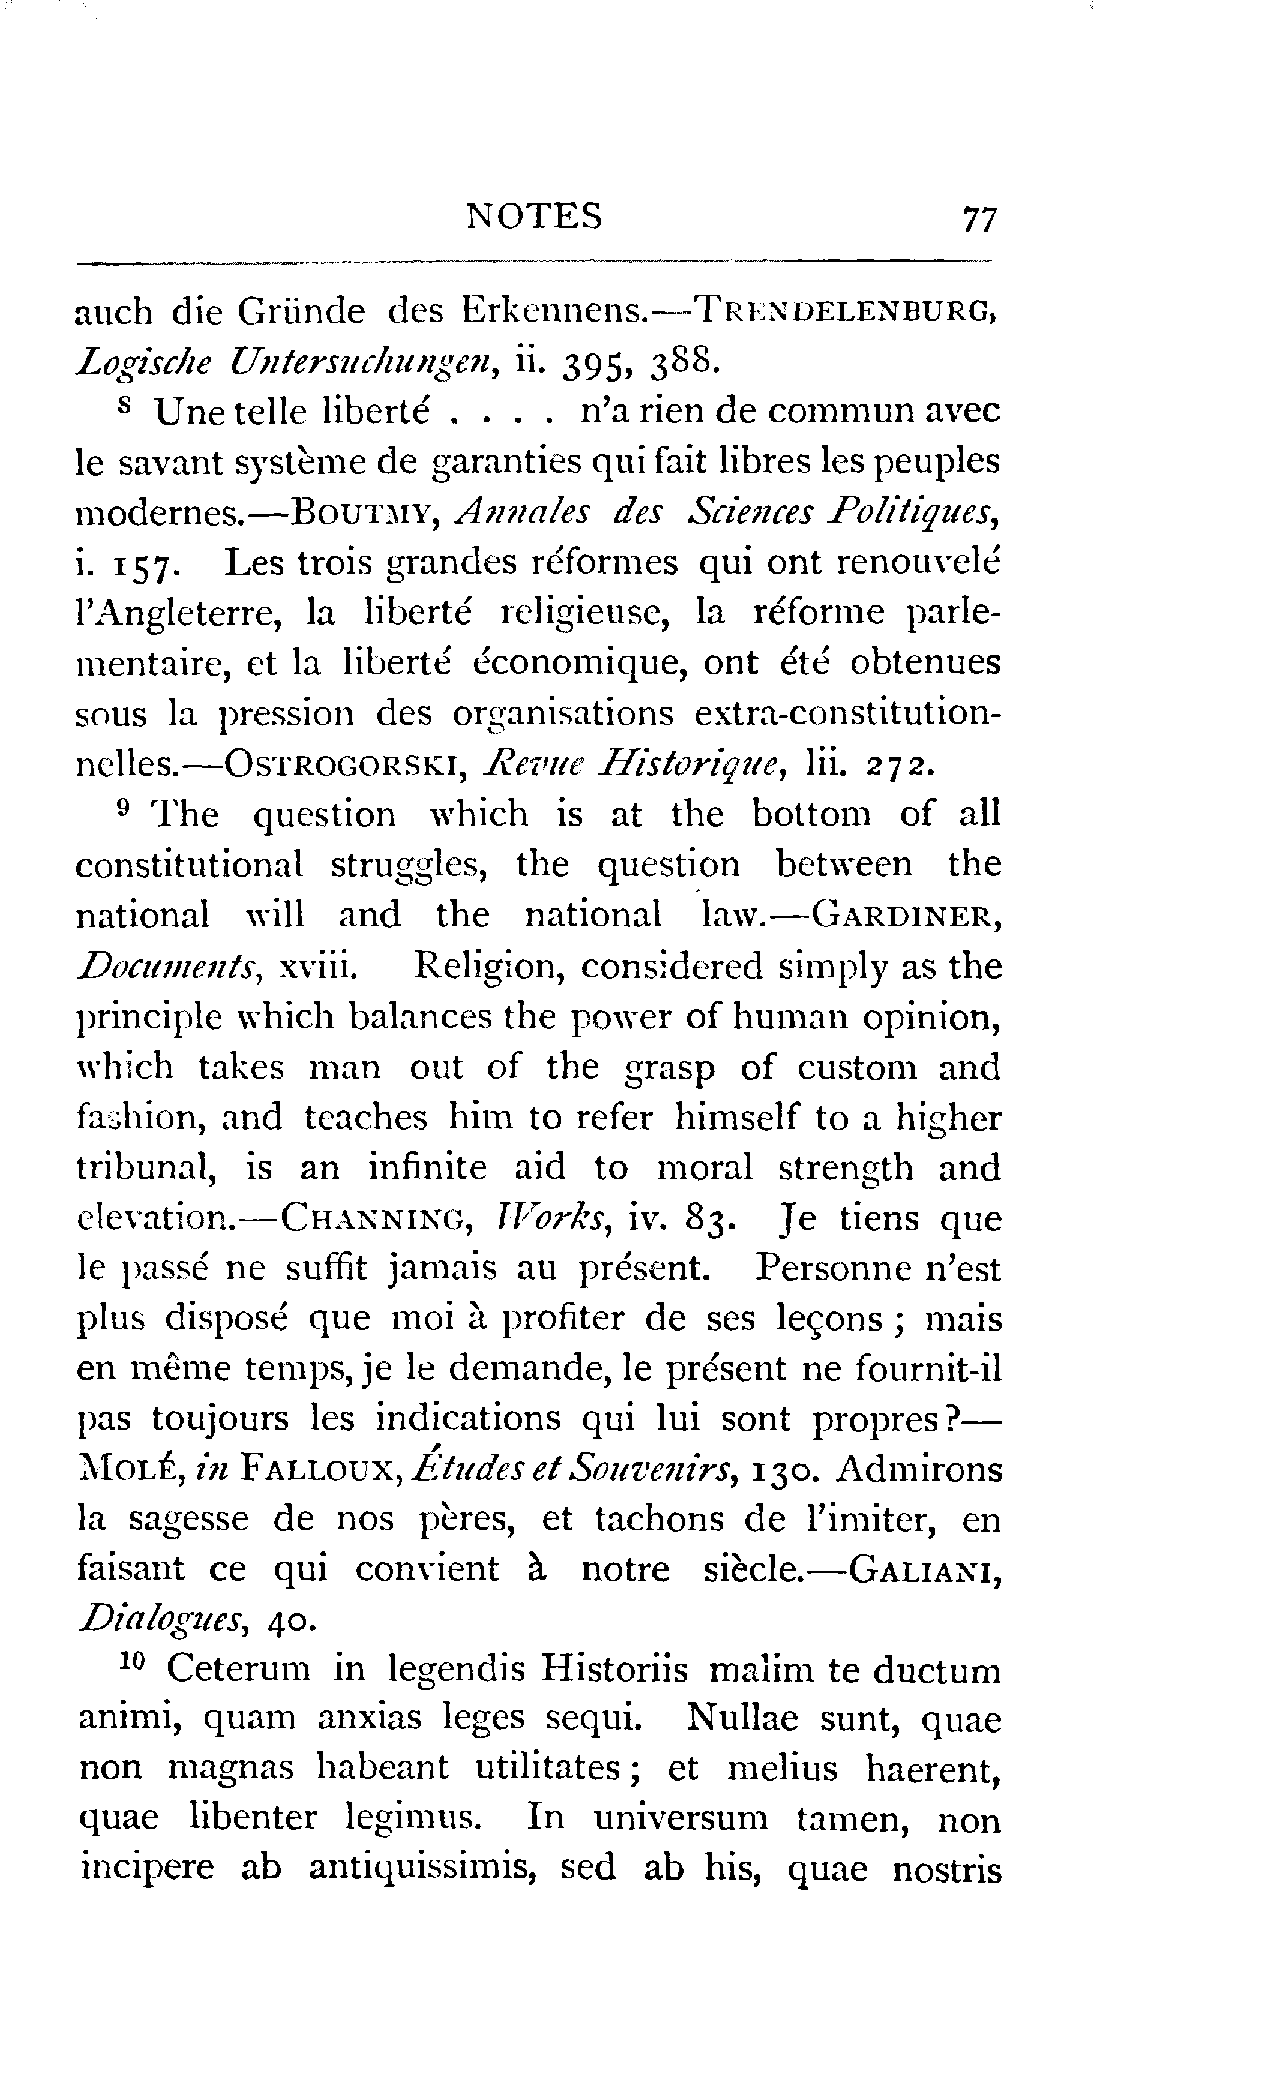 NOTES 77
auch die Gründe des Erkennens.—TRENDELENBURG,
Logische Untersuchungen, ii. 395, 388.
8 Une telle liberté . . . . n'a rien de commun avec
le savant système de garanties qui fait libres les peuples
modernes.—BOUTMY, Annales des Sciences Politiques,
i. 157. Les trois grandes réformes qui ont renouvelé
l'Angleterre, la liberté religieuse, la réforme parle-
mentaire, et la liberté économique, ont été obtenues
sous la pression des organisations extra-constitution-
nelles.—OSTROGORSKI, Revue Historique, lii. 272.
9 The question which is at the bottom of all
constitutional struggles, the question between the
national will and the national law.—GARDINER,
Documents, xviii. Religion, considered simply as the
principle which balances the power of human opinion,
which takes man out of the grasp of custom and
fashion, and teaches him to refer himself to a higher
tribunal, is an infinite aid to moral strength and
elevation.—CHANNING, Works, iv. 83. Je tiens que
le passé ne suffit jamais au présent. Personne n'est
plus disposé que moi à profiter de ses leçons ; mais
en même temps, je le demande, le présent ne fournit-il
pas toujours les indications qui lui sont propres?—
MOLÉ, in FALLOUX, Études et Souvenirs, 130. Admirons
la sagesse de nos pères, et tachons de l'imiter, en
faisant ce qui convient à notre siècle.—GALIANI,
Dialogues, 40.
10 Ceterum in legendis Historiis malim te ductum
animi, quam anxias leges sequi. Nullae sunt, quae
non magnas habeant utilitates ; et melius haerent,
quae libenter legimus. In universum tamen, non
incipere ab antiquissimis, sed ab his, quae nostris